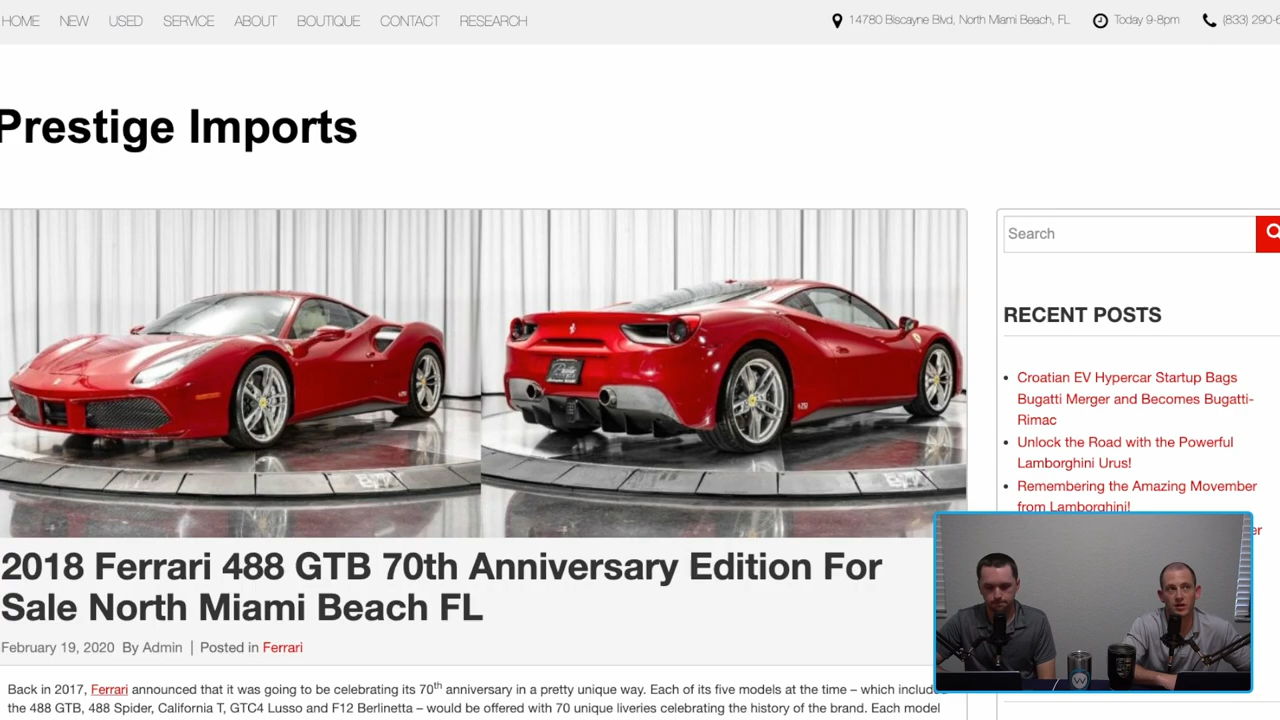 HOME NEW USED SERVICE ABOUT BOUTIQUE CONTACT RESEARCH
14780 Biscayne Blvd, North Miami Beach, FL Today 9-8pm (833) 290-6
Prestige Imports
Search
RECENT POSTS
Croatian EV Hypercar Startup Bags
Bugatti Merger and Becomes Bugatti-
Rimac
Unlock the Road with the Powerful
Lamborghini Urus!
Remembering the Amazing Movember
from Lamborghini!
er
2018 Ferrari 488 GTB 70th Anniversary Edition For
Sale North Miami Beach FL
February 19, 2020 By Admin | Posted in Ferrari
Back in 2017, Ferrari announced that it was going to be celebrating its 70th anniversary in a pretty unique way. Each of its five models at the time – which
the 488 GTB, 488 Spider, California T, GTC4 Lusso and F12 Berlinetta – would be offered with 70 unique liveries celebrating the history of the brand. Each model